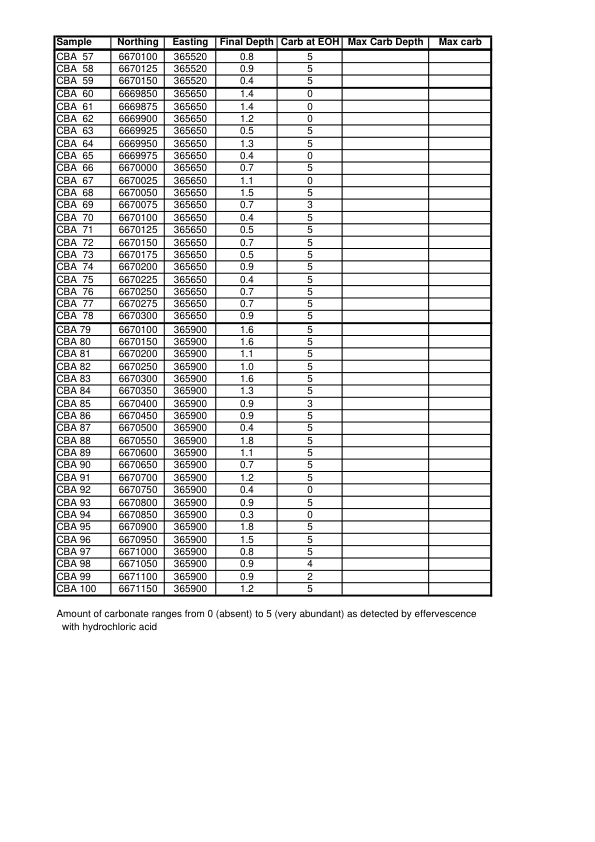 Sample Northing Easting Final Depth Carb at EOH Max Carb Depth Max carb
CBA 57 6670100 365520 0.8 5
CBA 58 6670125 365520 0.9 5
CBA 59 6670150 365520 0.4 5
CBA 60 6669850 365650 1.4 0
CBA 61 6669875 365650 1.4 0
CBA 62 6669900 365650 1.2 0
CBA 63 6669925 365650 0.5 5
CBA 64 6669950 365650 1.3 5
CBA 65 6669975 365650 0.4 0
CBA 66 6670000 365650 0.7 5
CBA 67 6670025 365650 1.1 0
CBA 68 6670050 365650 1.5 5
CBA 69 6670075 365650 0.7 3
CBA 70 6670100 365650 0.4 5
CBA 71 6670125 365650 0.5 5
CBA 72 6670150 365650 0.7 5
CBA 73 6670175 365650 0.5 5
CBA 74 6670200 365650 0.9 5
CBA 75 6670225 365650 0.4 5
CBA 76 6670250 365650 0.7 5
CBA 77 6670275 365650 0.7 5
CBA 78 6670300 365650 0.9 5
CBA 79 6670100 365900 1.6 5
CBA 80 6670150 365900 1.6 5
CBA 81 6670200 365900 1.1 5
CBA 82 6670250 365900 1.0 5
CBA 83 6670300 365900 1.6 5
CBA 84 6670350 365900 1.3 5
CBA 85 6670400 365900 0.9 3
CBA 86 6670450 365900 0.9 5
CBA 87 6670500 365900 0.4 5
CBA 88 6670550 365900 1.8 5
CBA 89 6670600 365900 1.1 5
CBA 90 6670650 365900 0.7 5
CBA 91 6670700 365900 1.2 5
CBA 92 6670750 365900 0.4 0
CBA 93 6670800 365900 0.9 5
CBA 94 6670850 365900 0.3 0
CBA 95 6670900 365900 1.8 5
CBA 96 6670950 365900 1.5 5
CBA 97 6671000 365900 0.8 5
CBA 98 6671050 365900 0.9 4
CBA 99 6671100 365900 0.9 2
CBA 100 6671150 365900 1.2 5
Amount of carbonate ranges from 0 (absent) to 5 (very abundant) as detected by effervescence
with hydrochloric acid